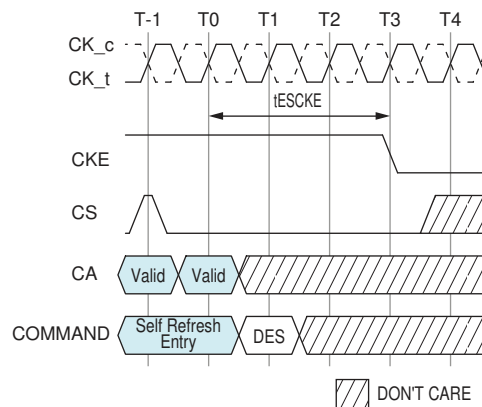 T-1 T0 T1 T2 T3 T4
CK_c
CK_t
tESCKE
CKE
CS
CA Valid Valid
COMMAND Self Refresh Entry DES
DON'T CARE